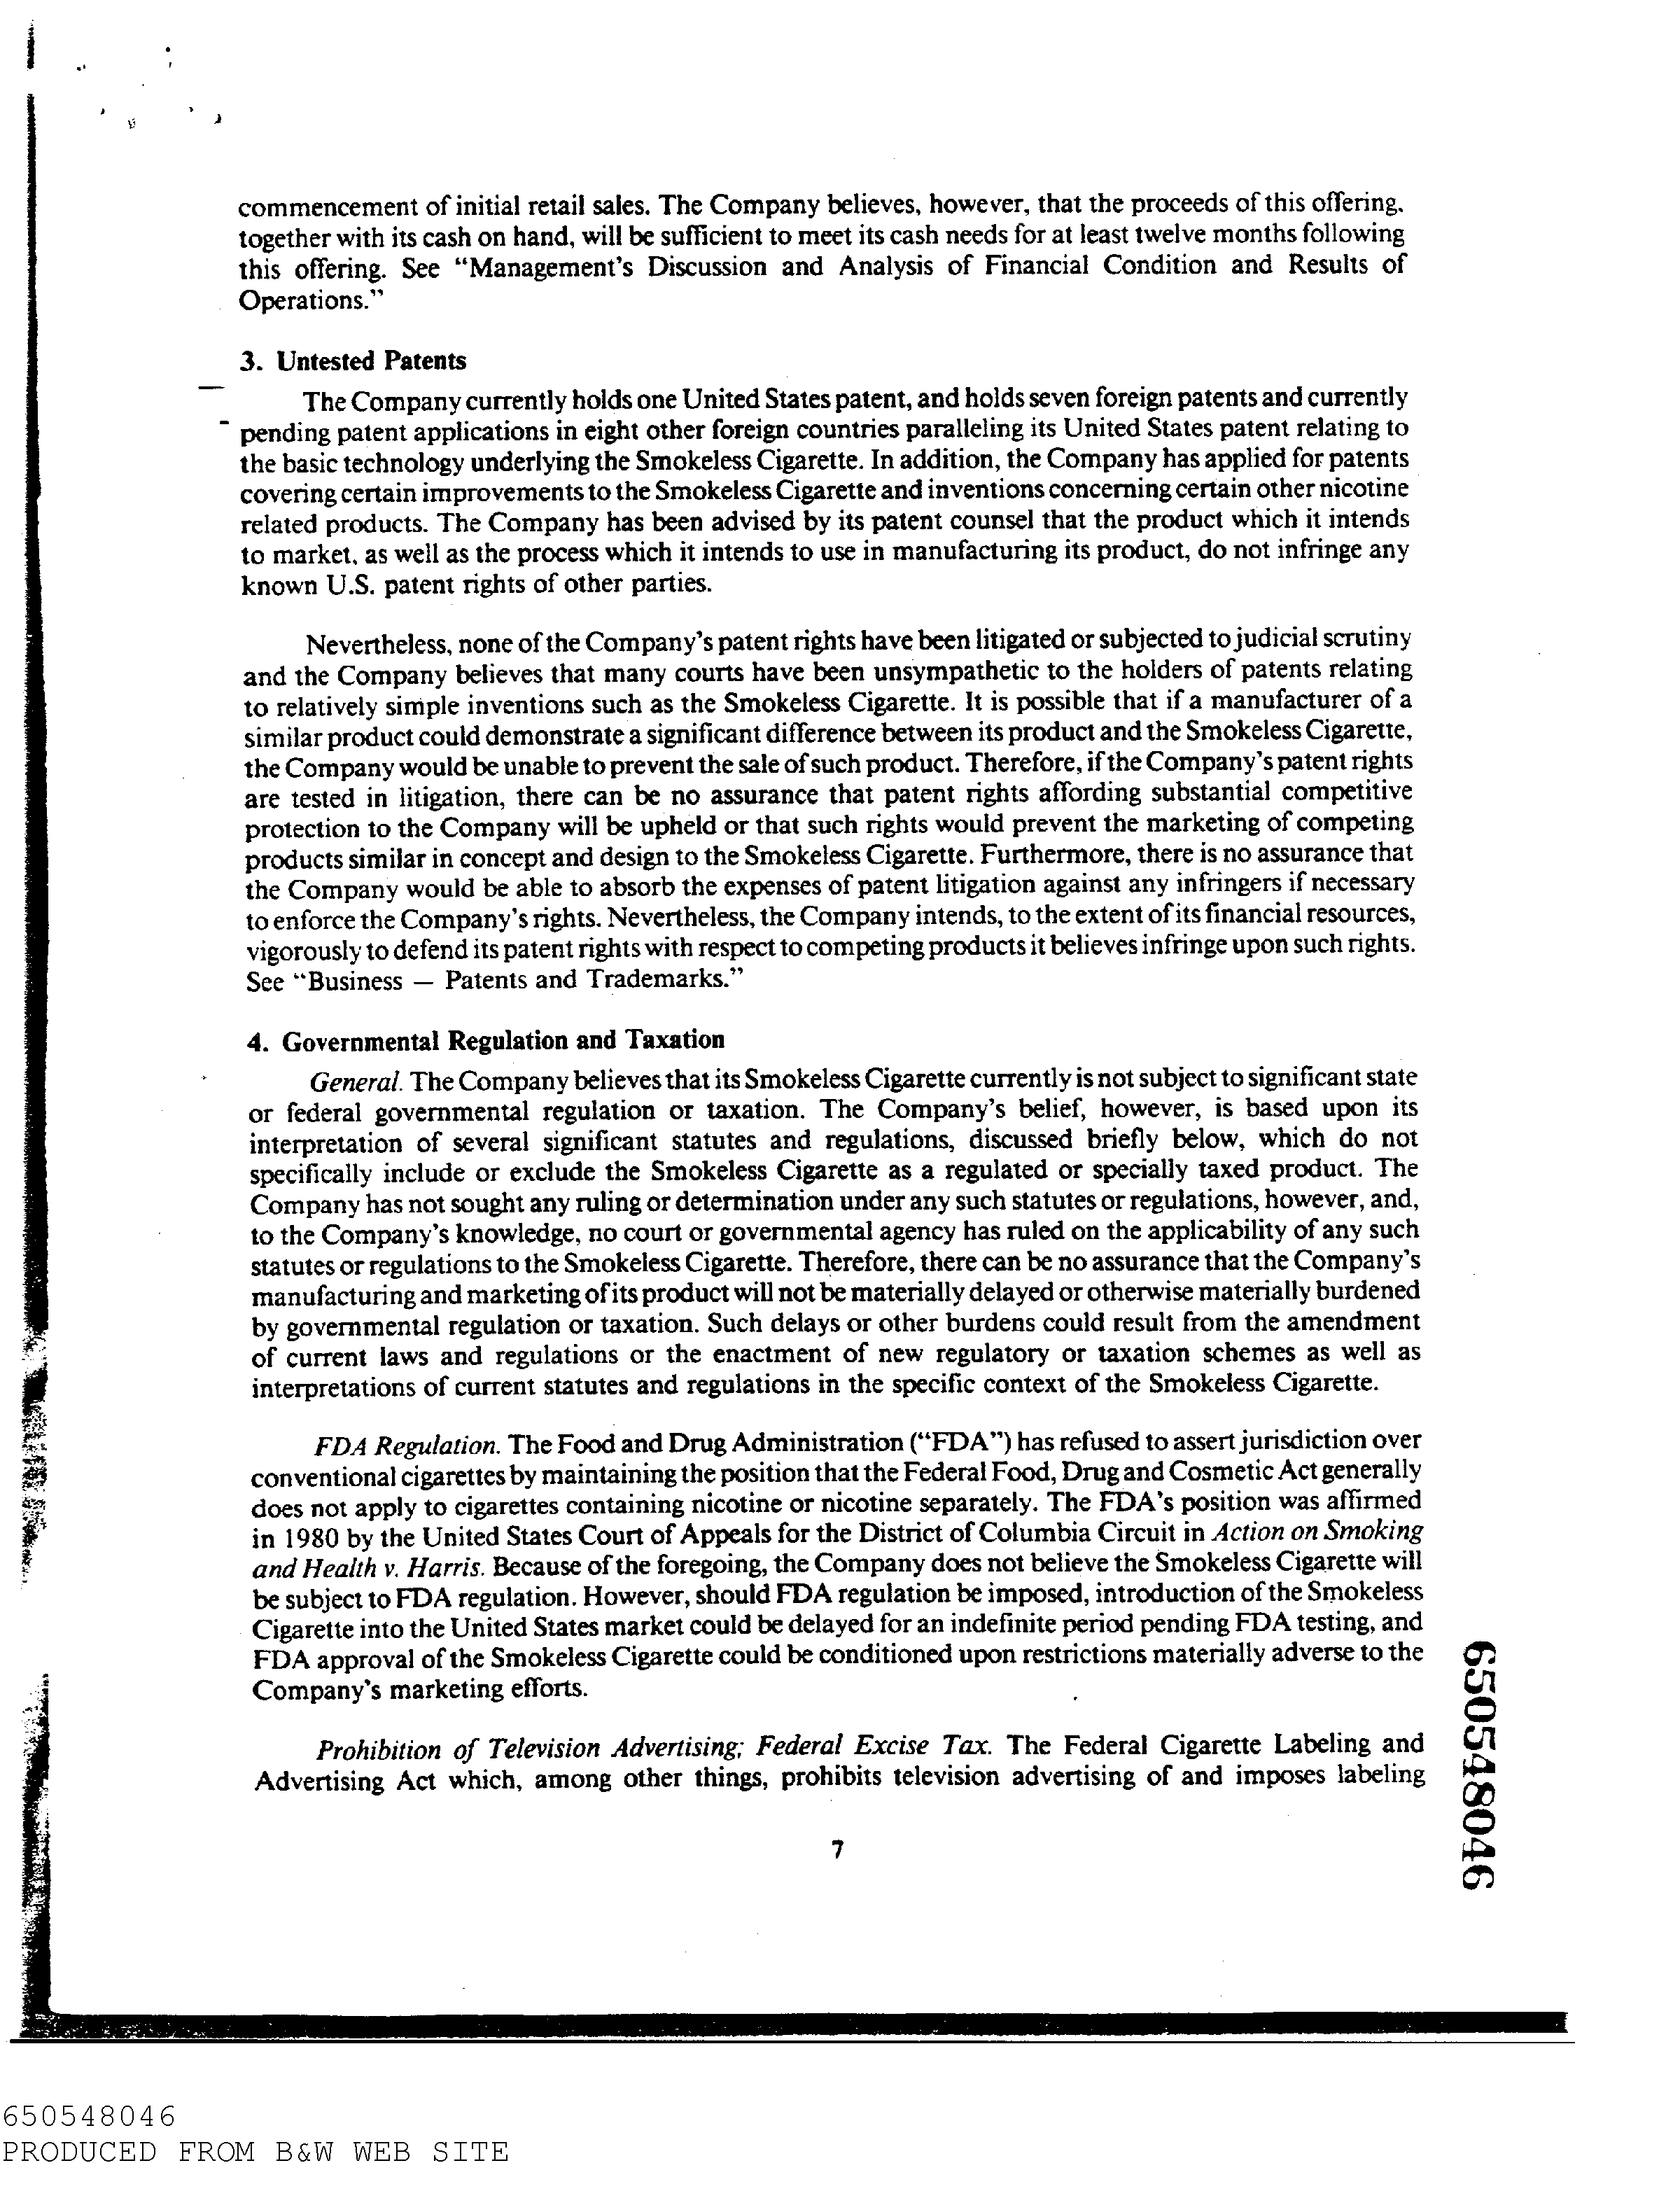 commencement of initial retail sales. The Company believes, however, that the proceeds of this offering,
together with its cash on hand, will be sufficient to meet its cash needs for at least twelve months following
this offering. See “Management’s Discussion and Analysis of Financial Condition and Results of
Operations.”
3. Untested Patents
The Company currently holds one United States patent, and holds seven foreign patents and currently
pending patent applications in eight other foreign countries paralleling its United States patent relating to
the basic technology underlying the Smokeless Cigarette. In addition, the Company has applied for patents
covering certain improvements to the Smokeless Cigarette and inventions concerning certain other nicotine
related products. The Company has been advised by its patent counsel that the product which it intends
to market, as well as the process which it intends to use in manufacturing its product, do not infringe any
known U.S. patent rights of other parties.
Nevertheless, none of the Company’s patent rights have been litigated or subjected to judicial scrutiny
and the Company believes that many courts have been unsympathetic to the holders of patents relating
to relatively simple inventions such as the Smokeless Cigarette. It is possible that if a manufacturer of a
similar product could demonstrate a significant difference between its product and the Smokeless Cigarette,
the Company would be unable to prevent the sale of such product. Therefore, if the Company’s patent rights
are tested in litigation, there can be no assurance that patent rights affording substantial competitive
protection to the Company will be upheld or that such rights would prevent the marketing of competing
products similar in concept and design to the Smokeless Cigarette. Furthermore, there is no assurance that
the Company would be able to absorb the expenses of patent litigation against any infringers if necessary
to enforce the Company’s rights. Nevertheless, the Company intends, to the extent of its financial resources,
vigorously to defend its patent rights with respect to competing products it believes infringe upon such rights.
See “Business — Patents and Trademarks.”
4. Governmental Regulation and Taxation
General. The Company believes that its Smokeless Cigarette currently is not subject to significant state
or federal governmental regulation or taxation. The Company’s belief, however, is based upon its
interpretation of several significant statutes and regulations, discussed briefly below, which do not
specifically include or exclude the Smokeless Cigarette as a regulated or specially taxed product. The
Company has not sought any ruling or determination under any such statutes or regulations, however, and,
to the Company’s knowledge, no court or governmental agency has ruled on the applicability of any such
statutes or regulations to the Smokeless Cigarette. Therefore, there can be no assurance that the Company’s
manufacturing and marketing of its product will not be materially delayed or otherwise materially burdened
by governmental regulation or taxation. Such delays or other burdens could result from the amendment
of current laws and regulations or the enactment of new regulatory or taxation schemes as well as
interpretations of current statutes and regulations in the specific context of the Smokeless Cigarette.
FDA Regulation. The Food and Drug Administration (“FDA”) has refused to assert jurisdiction over
conventional cigarettes by maintaining the position that the Federal Food, Drug and Cosmetic Act generally
does not apply to cigarettes containing nicotine or nicotine separately. The FDA’s position was affirmed
in 1980 by the United States Court of Appeals for the District of Columbia Circuit in Action on Smoking
and Health v. Harris. Because of the foregoing, the Company does not believe the Smokeless Cigarette will
be subject to FDA regulation. However, should FDA regulation be imposed, introduction of the Smokeless
Cigarette into the United States market could be delayed for an indefinite period pending FDA testing, and
FDA approval of the Smokeless Cigarette could be conditioned upon restrictions materially adverse to the
Company’s marketing efforts.
Prohibition of Television Advertising; Federal Excise Tax. The Federal Cigarette Labeling and
Advertising Act which, among other things, prohibits television advertising of and imposes labeling
7
650548046
650548046
PRODUCED FROM B&W WEB SITE